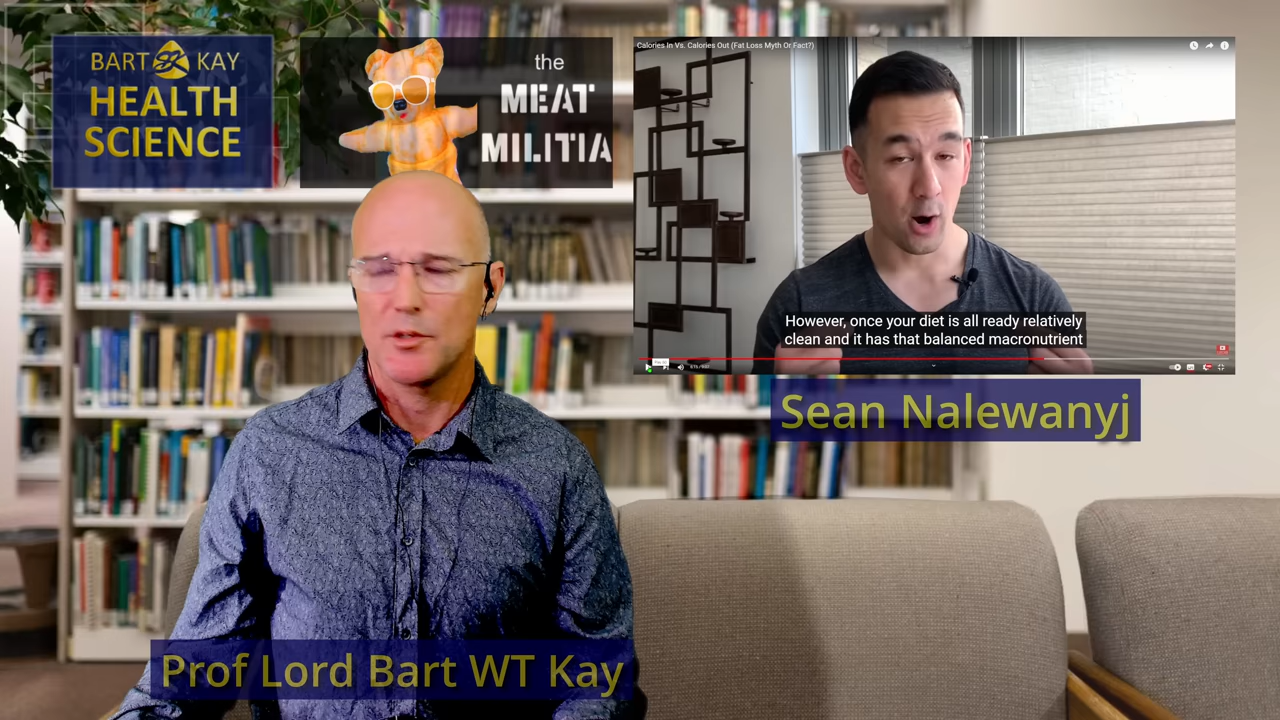 BART BK KAY
HEALTH
SCIENCE
the
MEAT
MILITIA
Calories In Vs. Calories Out (Fat Loss Myth Or Fact?)
However, once your diet is all ready relatively
clean and it has that balanced macronutrient
Sean Nalewanyj
Prof Lord Bart WT Kay